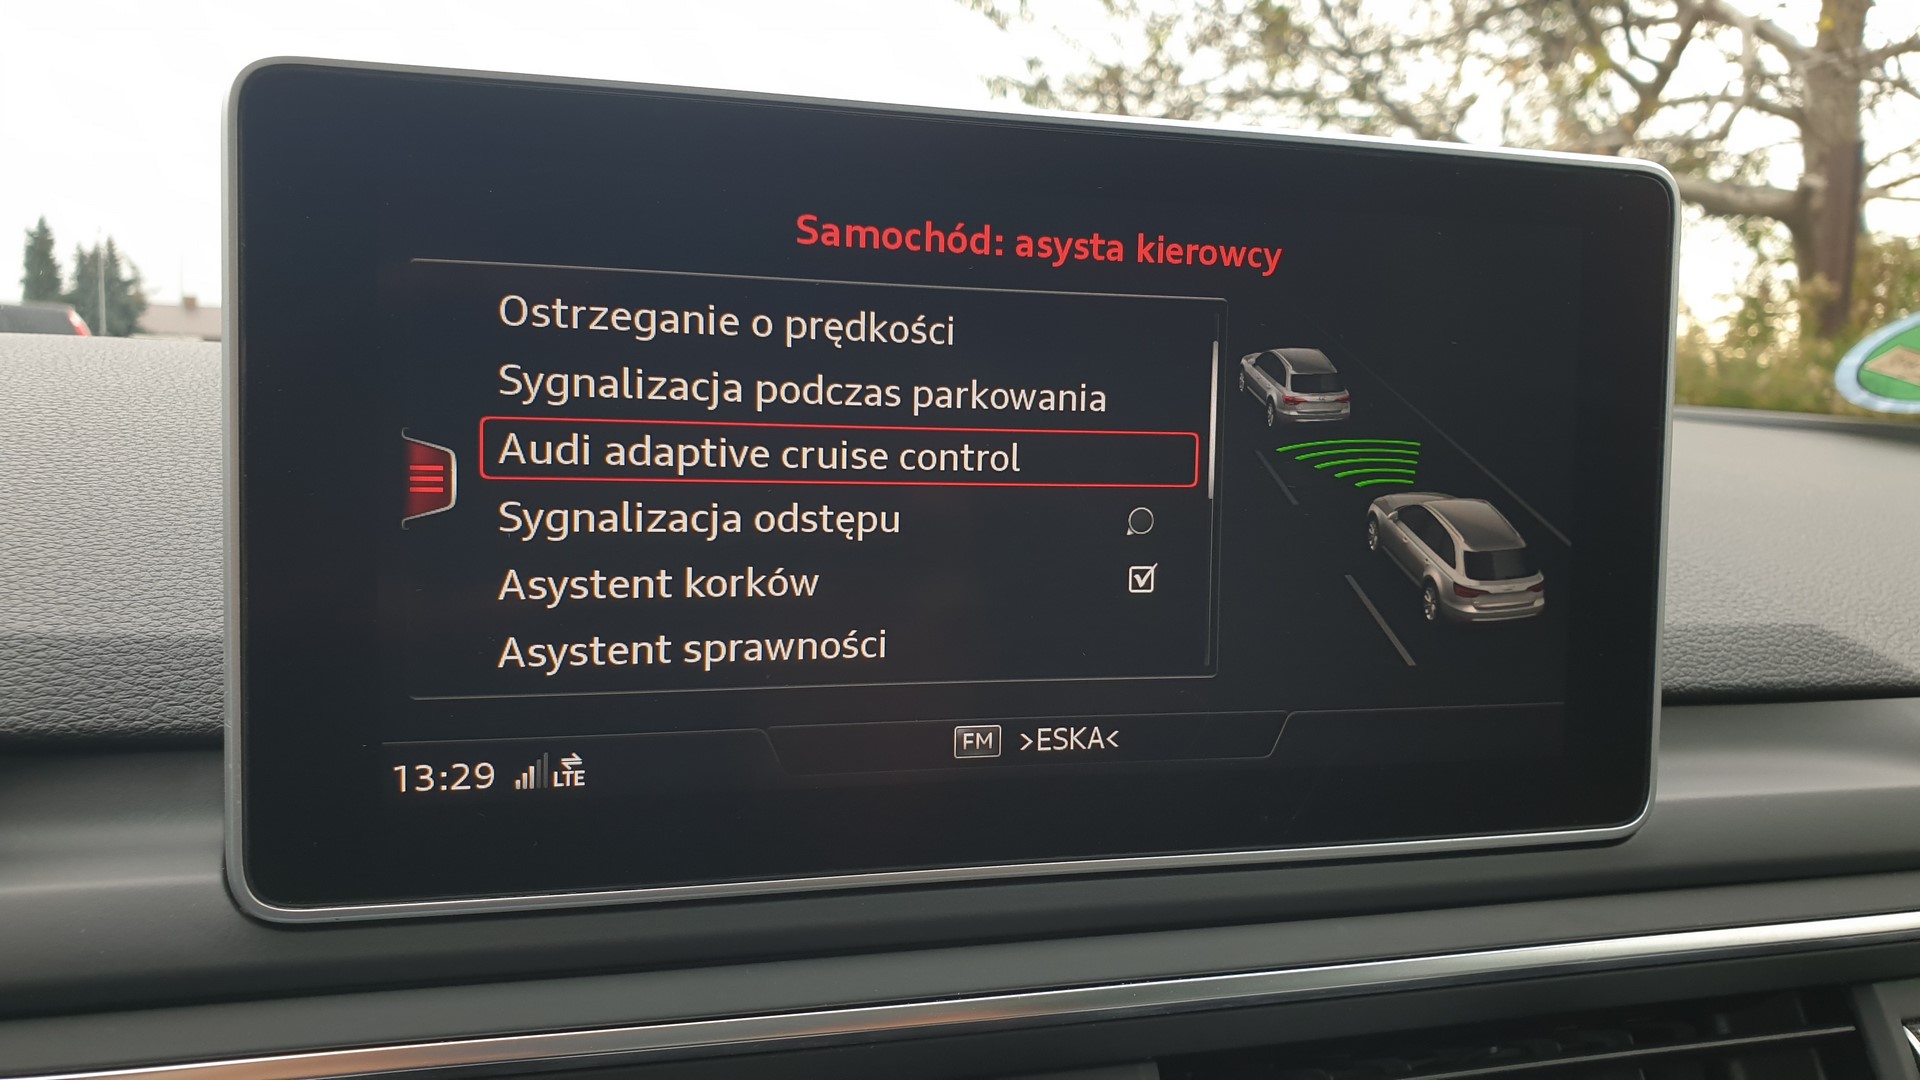 Samochód: asysta kierowcy
Ostrzeganie o prędkości
Sygnalizacja podczas parkowania
Audi adaptive cruise control
Sygnalizacja odstępu
Asystent korków
Asystent sprawności
FM >ESKA<
13:29 LTE